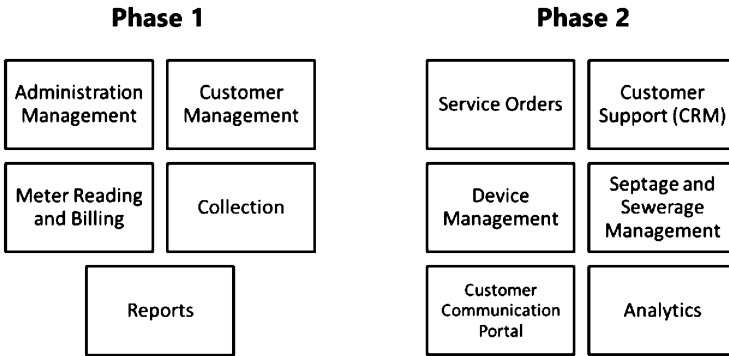 Phase 1
Administration
Management
Customer
Management
Meter Reading
and Billing
Collection
Reports
Phase 2
Service Orders
Customer
Support (CRM)
Device
Management
Septage and
Sewerage
Management
Customer
Communication
Portal
Analytics